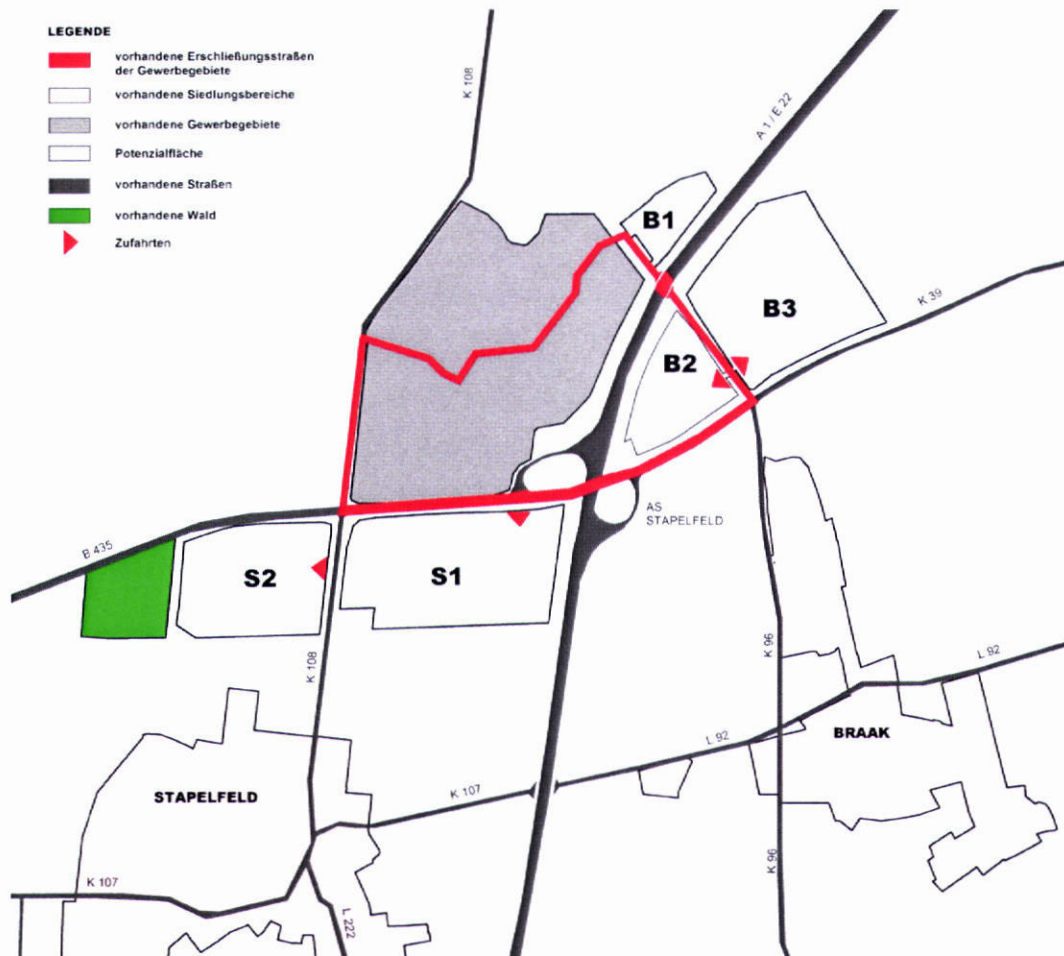 LEGENDE
vorhandene Erschließungsstraßen
der Gewerbegebiete
vorhandene Siedlungsbereiche
vorhandene Gewerbegebiete
Potenzialfläche
vorhandene Straßen
vorhandene Wald
Zufahrten
K 108
A 1 / E 22
B1
B3
K 39
B2
AS
STAPELFELD
B 435
S2
S1
K 108
K 96
L 92
L 92
BRAAK
STAPELFELD
K 107
K 96
K 107
L 222